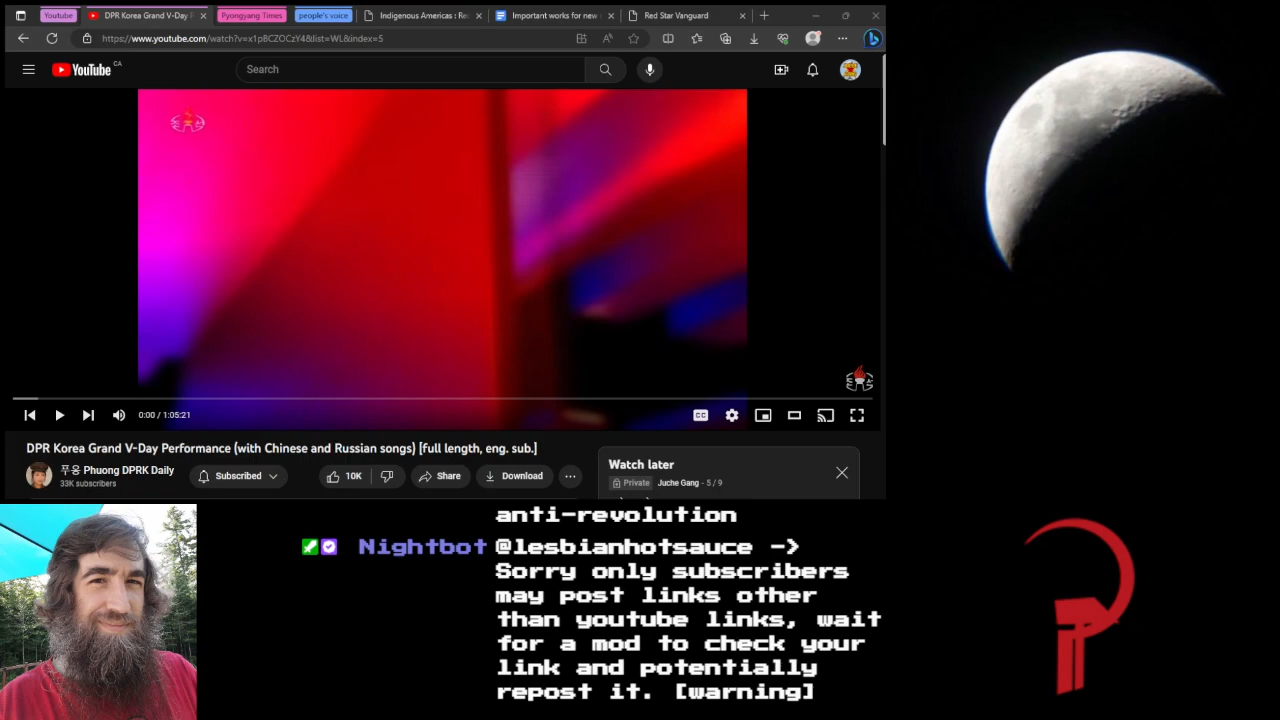 Youtube
DPR Korea Grand V-Day
Pyongyang Times
people's voice
Indigenous Americas : Re
Important works for new
Red Star Vanguard
https://www.youtube.com/watch?v=x1pBCZOCzY4&list=WL&index=5
YouTube CA
Search
CC
0:00 / 1:05:21
DPR Korea Grand V-Day Performance (with Chinese and Russian songs) [full length, eng. sub.]
푸옹 Phuong DPRK Daily
33K subscribers
Subscribed
10K
Share
Download
Watch later
Private Juche Gang - 5 / 9
anti-revolution
Nightbot @lesbianhotsauce ->
Sorry only subscribers
may post links other
than youtube links, wait
for a mod to check your
link and potentially
repost it. [warning]